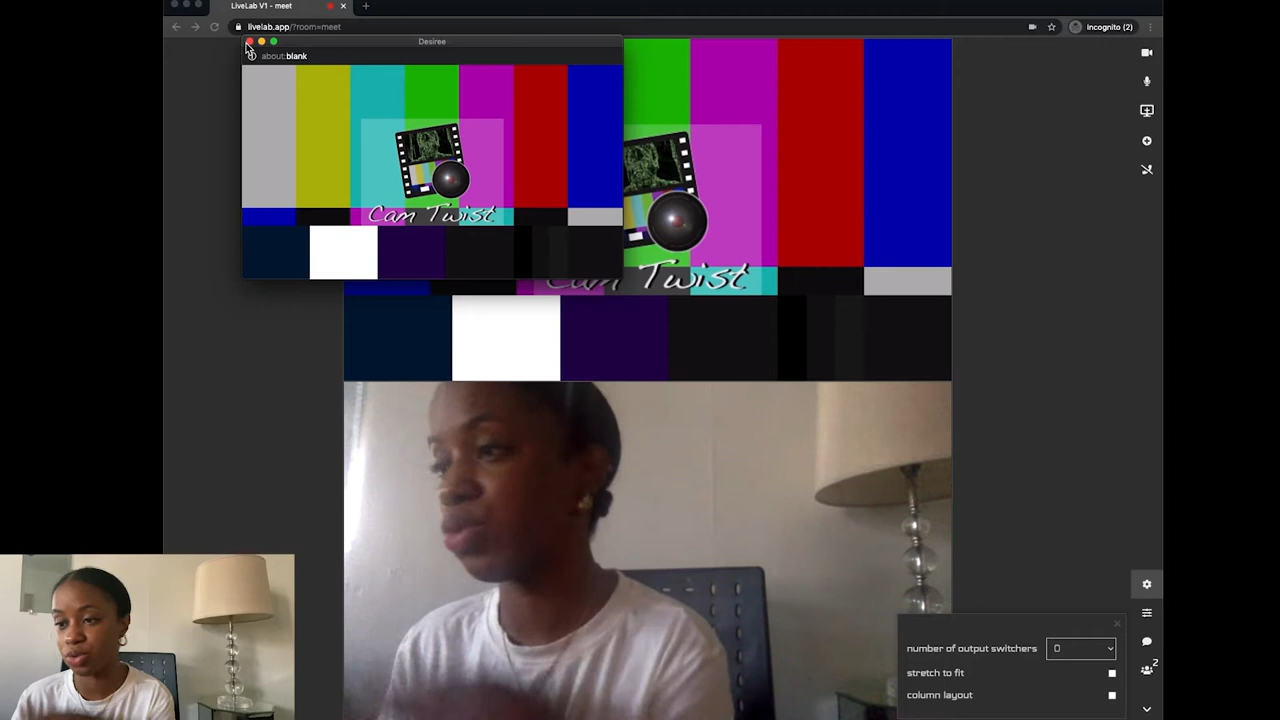 LiveLab V1 - meet
livelab.app/?room=meet
Incognito (2)
Desiree
about:blank
Cam Twist
Cam Twist
number of output switchers 0
stretch to fit
column layout
2